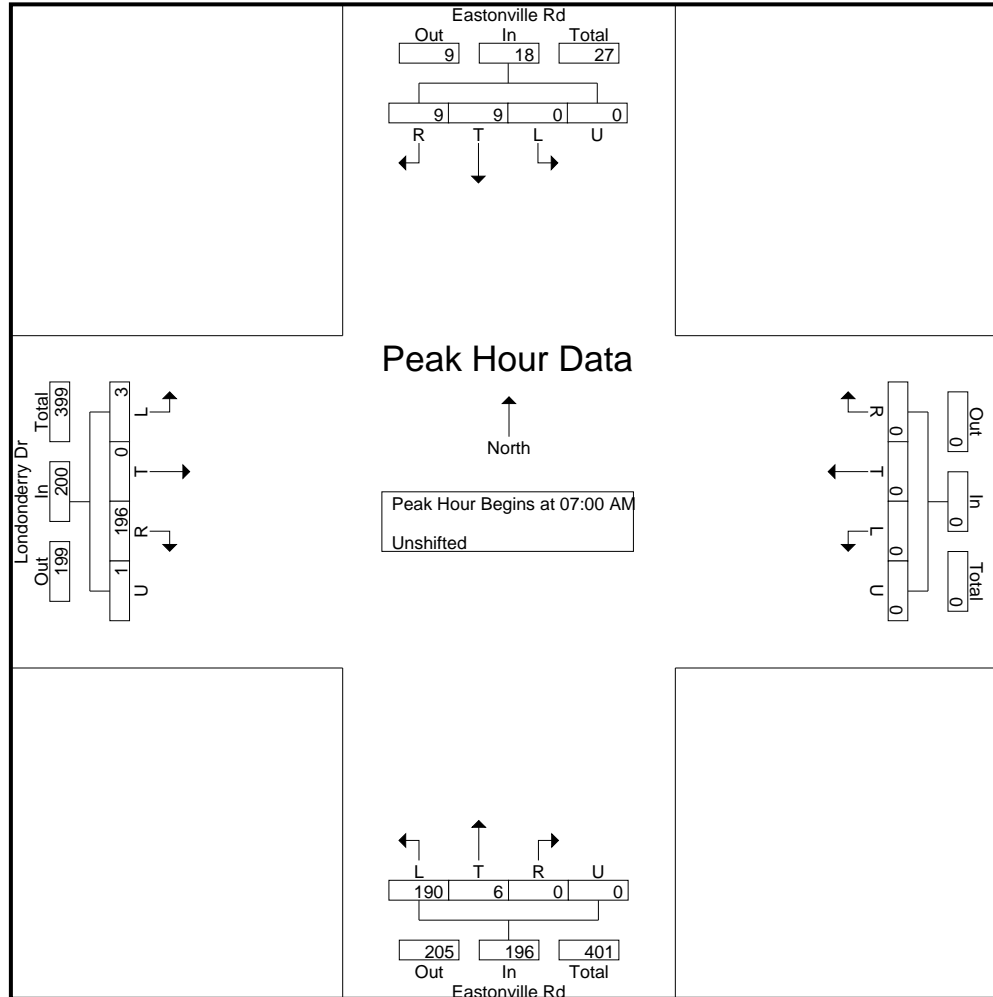 Eastonville Rd
Out In Total
9 18 27
9 9 0 0
R T L U
Peak Hour Data
North
Peak Hour Begins at 07:00 AM
Unshifted
Londonderry Dr
Out In Total
199 200 399
1 196 0 3
U R T L
Out In Total
0 0 0
0 0 0 0
R T L U
L T R U
190 6 0 0
205 196 401
Out In Total
Eastonville Rd